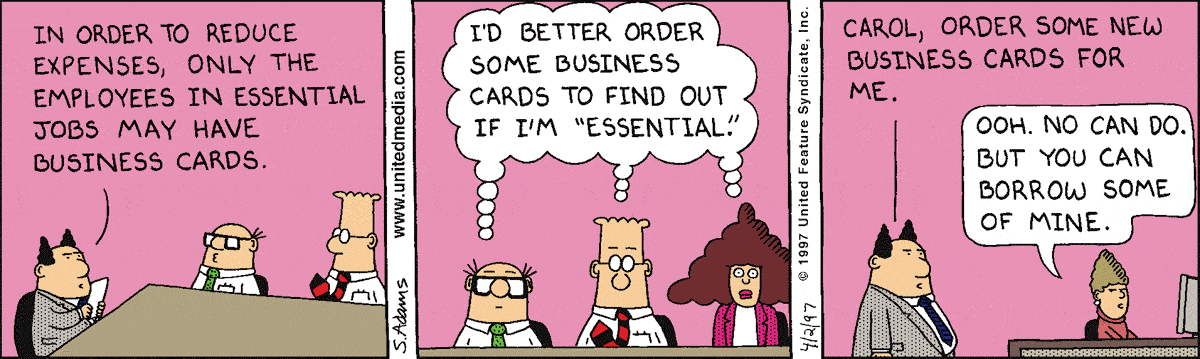 IN ORDER TO REDUCE
EXPENSES, ONLY THE
EMPLOYEES IN ESSENTIAL
JOBS MAY HAVE
BUSINESS CARDS.
S.Adams
www.unitedmedia.com
I'D BETTER ORDER
SOME BUSINESS
CARDS TO FIND OUT
IF I'M "ESSENTIAL."
4/2/97 © 1997 United Feature Syndicate, Inc.
CAROL, ORDER SOME NEW
BUSINESS CARDS FOR
ME.
OOH. NO CAN DO.
BUT YOU CAN
BORROW SOME
OF MINE.